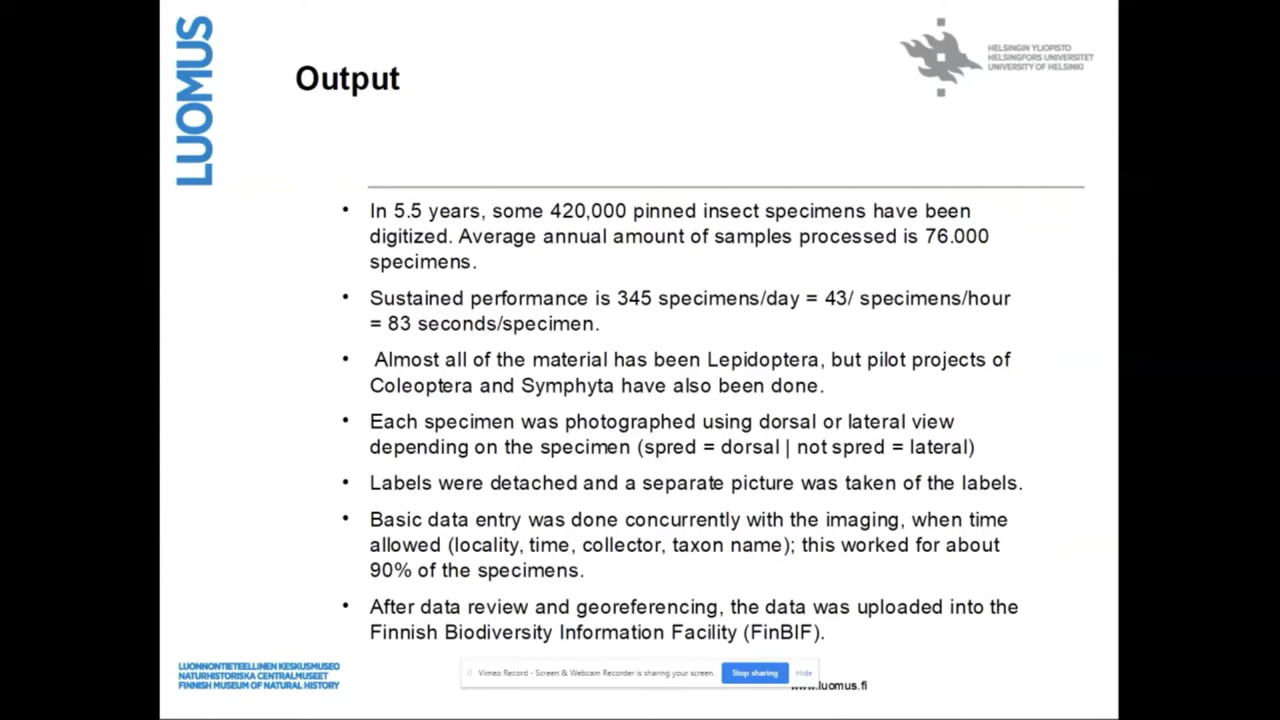 LUOMUS
Output
HELSINGIN YLIOPISTO
HELSINGFORS UNIVERSITET
UNIVERSITY OF HELSINKI
• In 5.5 years, some 420,000 pinned insect specimens have been
digitized. Average annual amount of samples processed is 76.000
specimens.
• Sustained performance is 345 specimens/day = 43/ specimens/hour
= 83 seconds/specimen.
• Almost all of the material has been Lepidoptera, but pilot projects of
Coleoptera and Symphyta have also been done.
• Each specimen was photographed using dorsal or lateral view
depending on the specimen (spred = dorsal | not spred = lateral)
• Labels were detached and a separate picture was taken of the labels.
• Basic data entry was done concurrently with the imaging, when time
allowed (locality, time, collector, taxon name); this worked for about
90% of the specimens.
• After data review and georeferencing, the data was uploaded into the
Finnish Biodiversity Information Facility (FinBIF).
LUONNONTIETEELLINEN KESKUSMUSEO
NATURHISTORISKA CENTRALMUSEET
FINNISH MUSEUM OF NATURAL HISTORY
Vimeo Record - Screen & Webcam Recorder is sharing your screen.
Stop sharing
Hide
www.luomus.fi